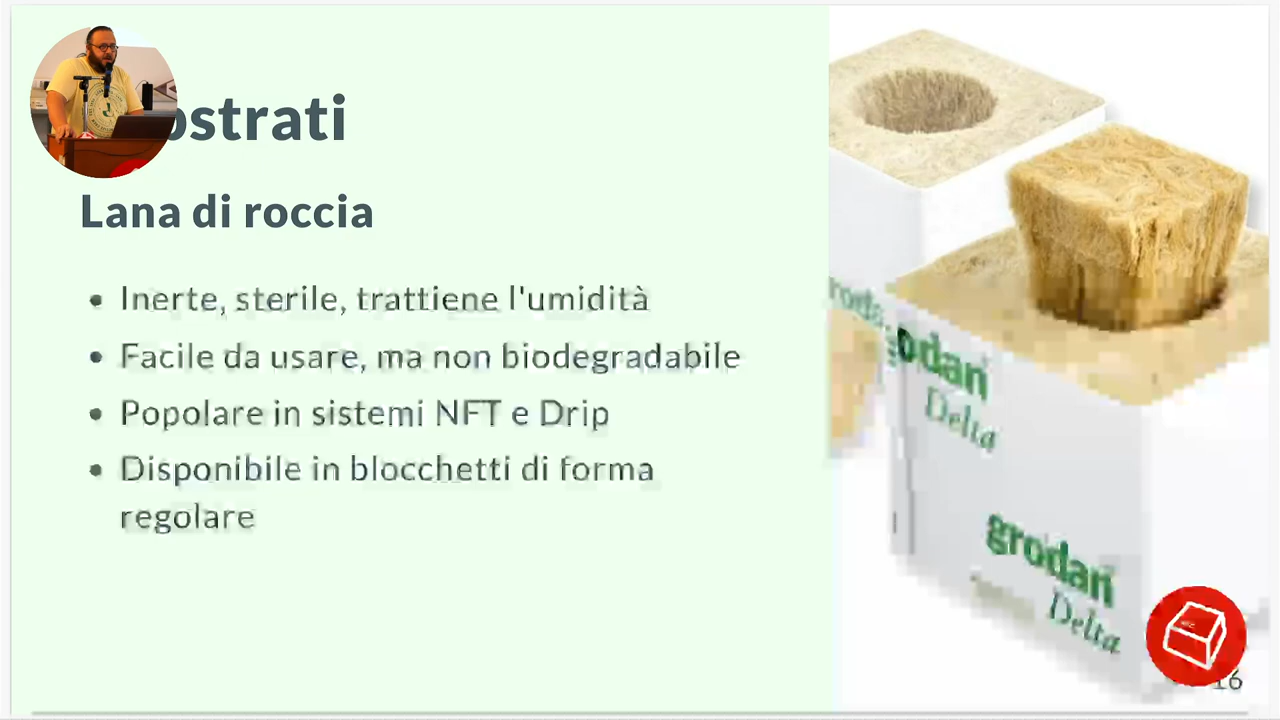 ostrati
Lana di roccia
Inerte, sterile, trattiene l'umidità
Facile da usare, ma non biodegradabile
Popolare in sistemi NFT e Drip
Disponibile in blocchetti di forma
regolare
grodan
Delta
grodan
Delta
16